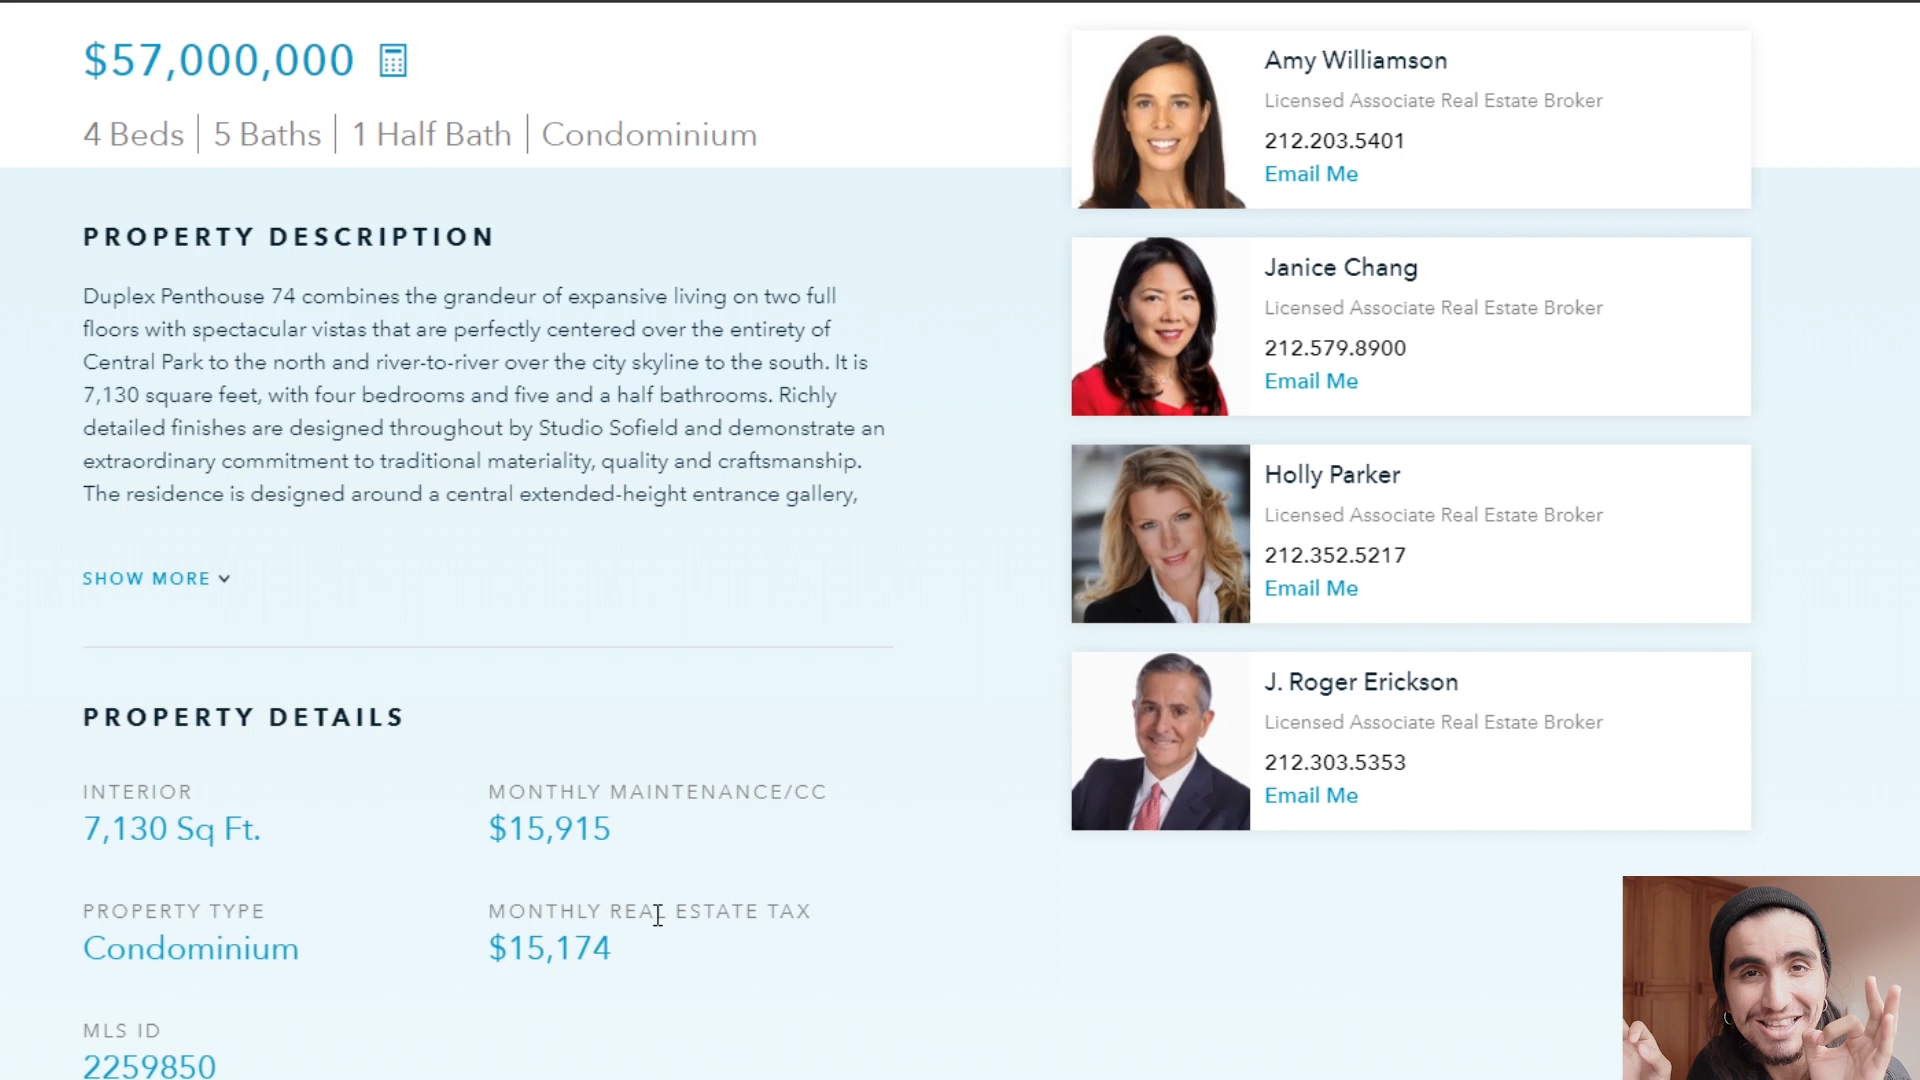 $57,000,000
4 Beds | 5 Baths | 1 Half Bath | Condominium
PROPERTY DESCRIPTION
Duplex Penthouse 74 combines the grandeur of expansive living on two full
floors with spectacular vistas that are perfectly centered over the entirety of
Central Park to the north and river-to-river over the city skyline to the south. It is
7,130 square feet, with four bedrooms and five and a half bathrooms. Richly
detailed finishes are designed throughout by Studio Sofield and demonstrate an
extraordinary commitment to traditional materiality, quality and craftsmanship.
The residence is designed around a central extended-height entrance gallery,
SHOW MORE
PROPERTY DETAILS
INTERIOR
7,130 Sq Ft.
MONTHLY MAINTENANCE/CC
$15,915
PROPERTY TYPE
Condominium
MONTHLY REAL ESTATE TAX
$15,174
MLS ID
2259850
Amy Williamson
Licensed Associate Real Estate Broker
212.203.5401
Email Me
Janice Chang
Licensed Associate Real Estate Broker
212.579.8900
Email Me
Holly Parker
Licensed Associate Real Estate Broker
212.352.5217
Email Me
J. Roger Erickson
Licensed Associate Real Estate Broker
212.303.5353
Email Me